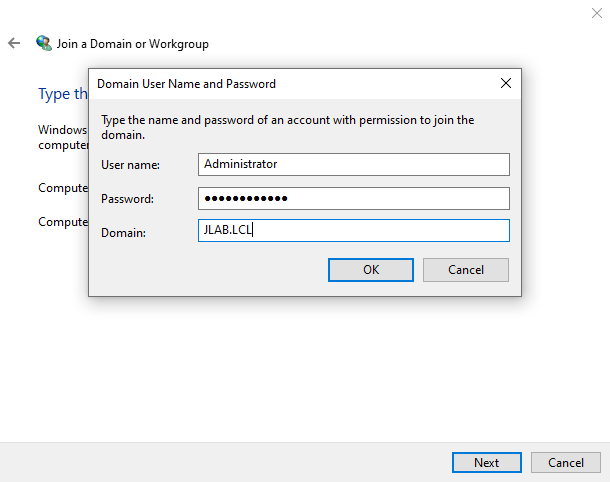 Join a Domain or Workgroup
Type th
Domain User Name and Password
Type the name and password of an account with permission to join the
domain.
Windows
compute
User name: Administrator
Password: ●●●●●●●●●●●●
Compute
Domain: JLAB.LCL
Compute
OK Cancel
Next Cancel